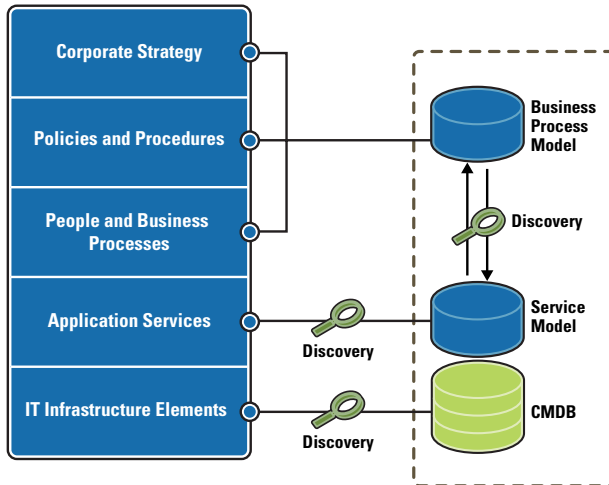 Corporate Strategy
Policies and Procedures
People and Business
Processes
Application Services
IT Infrastructure Elements
Business
Process
Model
Discovery
Service
Model
Discovery
CMDB
Discovery